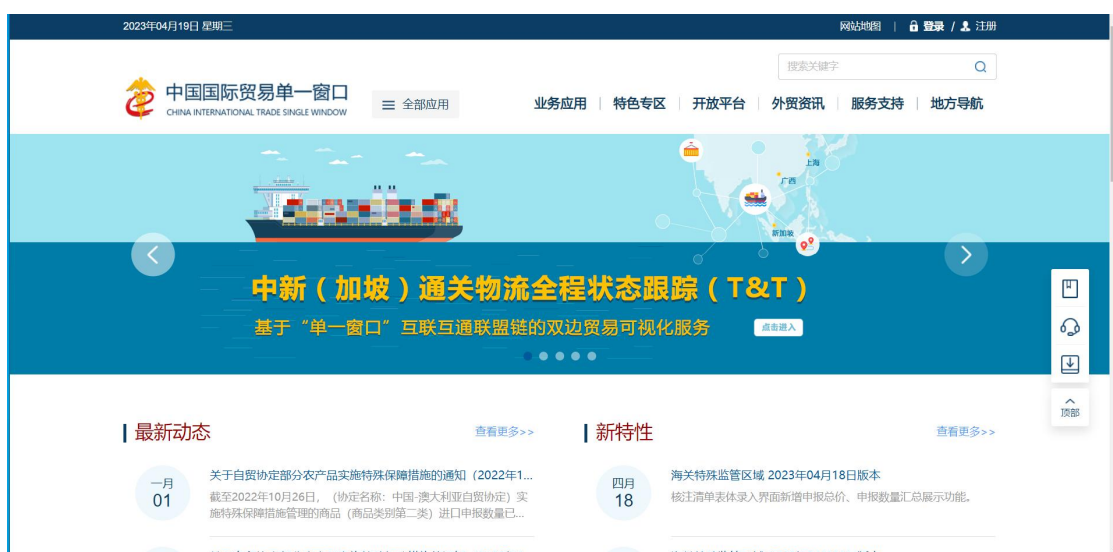 2023年04月19日 星期三
网站地图 | 登录 / 注册
搜索关键字
中国国际贸易单一窗口
CHINA INTERNATIONAL TRADE SINGLE WINDOW
全部应用
业务应用 | 特色专区 | 开放平台 | 外贸资讯 | 服务支持 | 地方导航
上海
广西
新加坡
中新（加坡）通关物流全程状态跟踪（T&T）
基于“单一窗口”互联互通联盟链的双边贸易可视化服务
点击进入
顶部
最新动态
查看更多>>
一月
01
关于自贸协定部分农产品实施特殊保障措施的通知（2022年1...
截至2022年10月26日，（协定名称：中国-澳大利亚自贸协定）实
施特殊保障措施管理的商品（商品类别第二类）进口申报数量已...
新特性
查看更多>>
四月
18
海关特殊监管区域 2023年04月18日版本
核注清单表体录入界面新增申报总价、申报数量汇总展示功能。